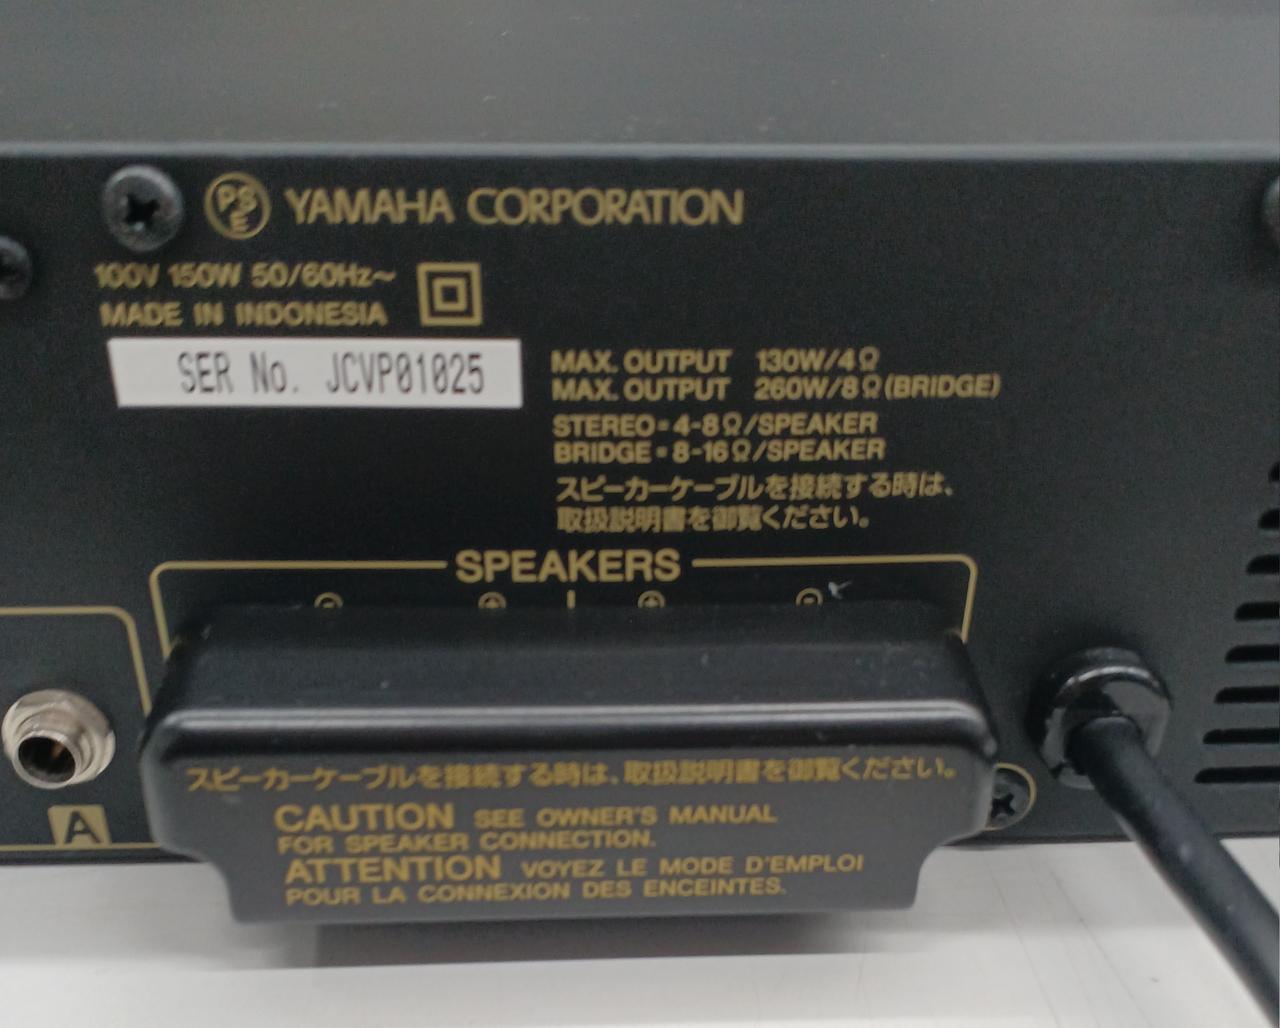 PSE YAMAHA CORPORATION
100V 150W 50/60Hz~
MADE IN INDONESIA
SER No. JCVP01025
MAX. OUTPUT 130W/4Ω
MAX. OUTPUT 260W/8Ω(BRIDGE)
STEREO=4-8Ω/SPEAKER
BRIDGE=8-16Ω/SPEAKER
スピーカーケーブルを接続する時は、
取扱説明書を御覧ください。
SPEAKERS
- + + -
A
スピーカーケーブルを接続する時は、取扱説明書を御覧ください。
CAUTION SEE OWNER'S MANUAL
FOR SPEAKER CONNECTION.
ATTENTION VOYEZ LE MODE D'EMPLOI
POUR LA CONNEXION DES ENCEINTES.